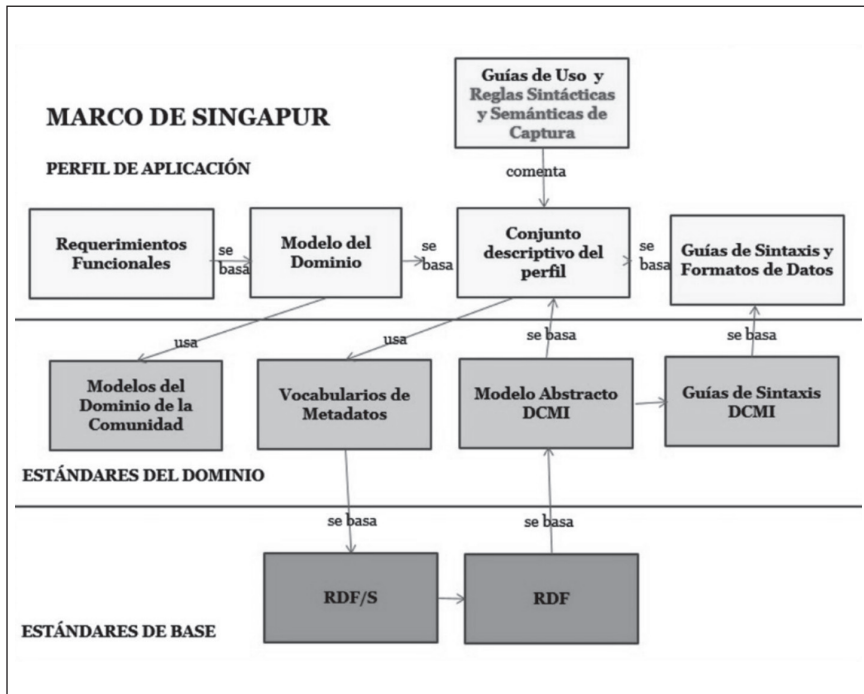 Guías de Uso y
Reglas Sintácticas
y Semánticas de
Captura
MARCO DE SINGAPUR
PERFIL DE APLICACIÓN
comenta
Requerimientos
Funcionales
se
basa
Modelo del
Dominio
se
basa
Conjunto
descriptivo del
perfil
se
basa
Guías de Sintaxis y
Formatos de Datos
usa
usa
se basa
se basa
Modelos del
Dominio de la
Comunidad
Vocabularios de
Metadatos
Modelo Abstracto
DCMI
Guías de Sintaxis
DCMI
ESTÁNDARES DEL DOMINIO
se basa
se basa
RDF/S
RDF
ESTÁNDARES DE BASE